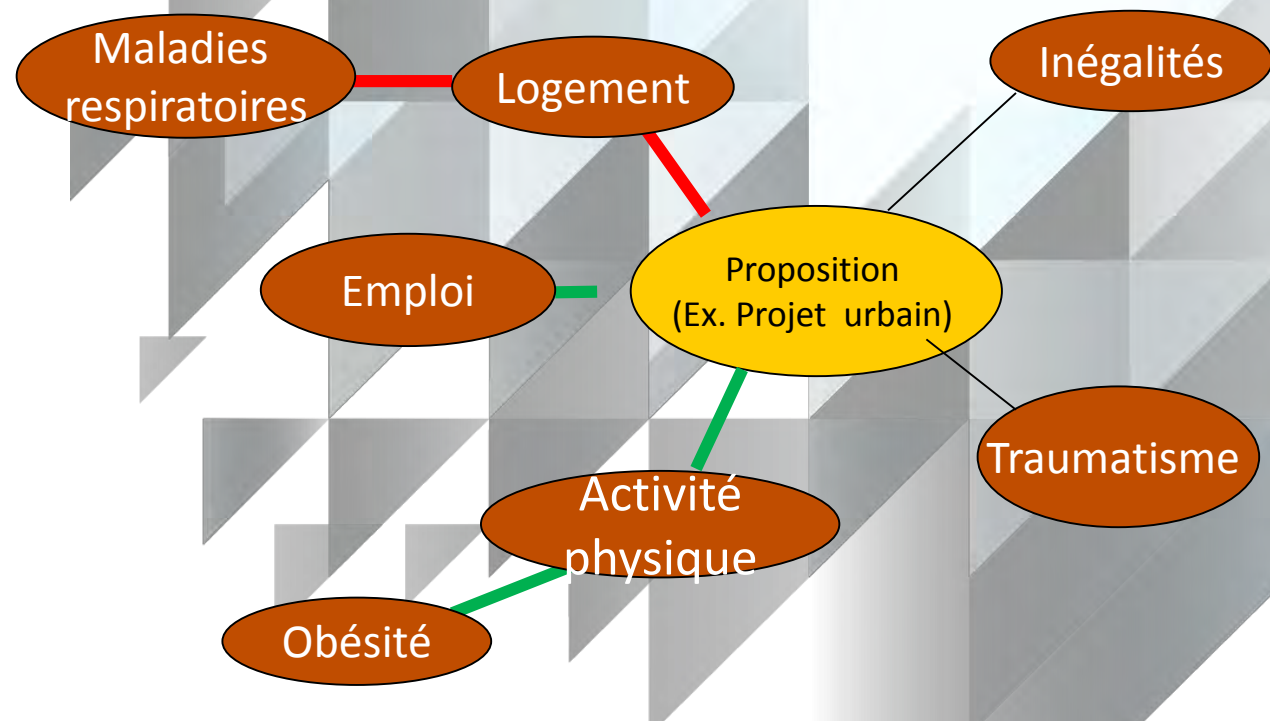 Maladies
respiratoires
Logement
Inégalités
Emploi
Proposition
(Ex. Projet urbain)
Traumatisme
Activité
physique
Obésité